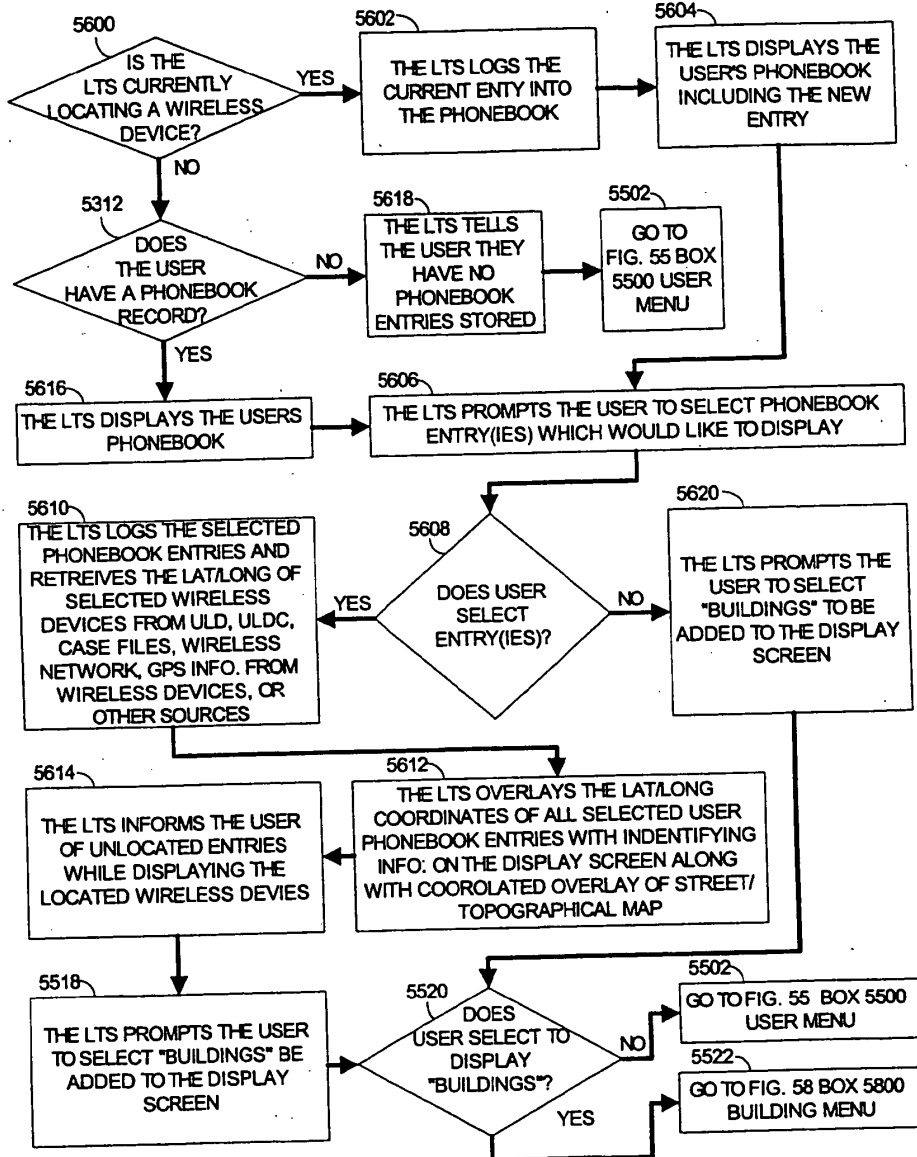 5600
IS THE
LTS CURRENTLY
LOCATING A WIRELESS
DEVICE?
YES
NO
5602
THE LTS LOGS THE
CURRENT ENTY INTO
THE PHONEBOOK
5604
THE LTS DISPLAYS THE
USER'S PHONEBOOK
INCLUDING THE NEW
ENTRY
5312
DOES
THE USER
HAVE A PHONEBOOK
RECORD?
NO
YES
5618
THE LTS TELLS
THE USER THEY
HAVE NO
PHONEBOOK
ENTRIES STORED
5502
GO TO
FIG. 55 BOX
5500 USER
MENU
5616
THE LTS DISPLAYS THE USERS
PHONEBOOK
5606
THE LTS PROMPTS THE USER TO SELECT PHONEBOOK
ENTRY(IES) WHICH WOULD LIKE TO DISPLAY
5610
THE LTS LOGS THE SELECTED
PHONEBOOK ENTRIES AND
RETREIVES THE LAT/LONG OF
SELECTED WIRELESS
DEVICES FROM ULD, ULDC,
CASE FILES, WIRELESS
NETWORK, GPS INFO. FROM
WIRELESS DEVICES, OR
OTHER SOURCES
5608
DOES USER
SELECT
ENTRY(IES)?
YES
NO
5620
THE LTS PROMPTS THE
USER TO SELECT
"BUILDINGS" TO BE
ADDED TO THE DISPLAY
SCREEN
5614
THE LTS INFORMS THE USER
OF UNLOCATED ENTRIES
WHILE DISPLAYING THE
LOCATED WIRELESS DEVIES
5612
THE LTS OVERLAYS THE LAT/LONG
COORDINATES OF ALL SELECTED USER
PHONEBOOK ENTRIES WITH INDENTIFYING
INFO: ON THE DISPLAY SCREEN ALONG
WITH COOROLATED OVERLAY OF STREET/
TOPOGRAPHICAL MAP
5518
THE LTS PROMPTS THE USER
TO SELECT "BUILDINGS" BE
ADDED TO THE DISPLAY
SCREEN
5520
DOES
USER SELECT TO
DISPLAY
"BUILDINGS"?
NO
YES
5502
GO TO FIG. 55 BOX 5500
USER MENU
5522
GO TO FIG. 58 BOX 5800
BUILDING MENU